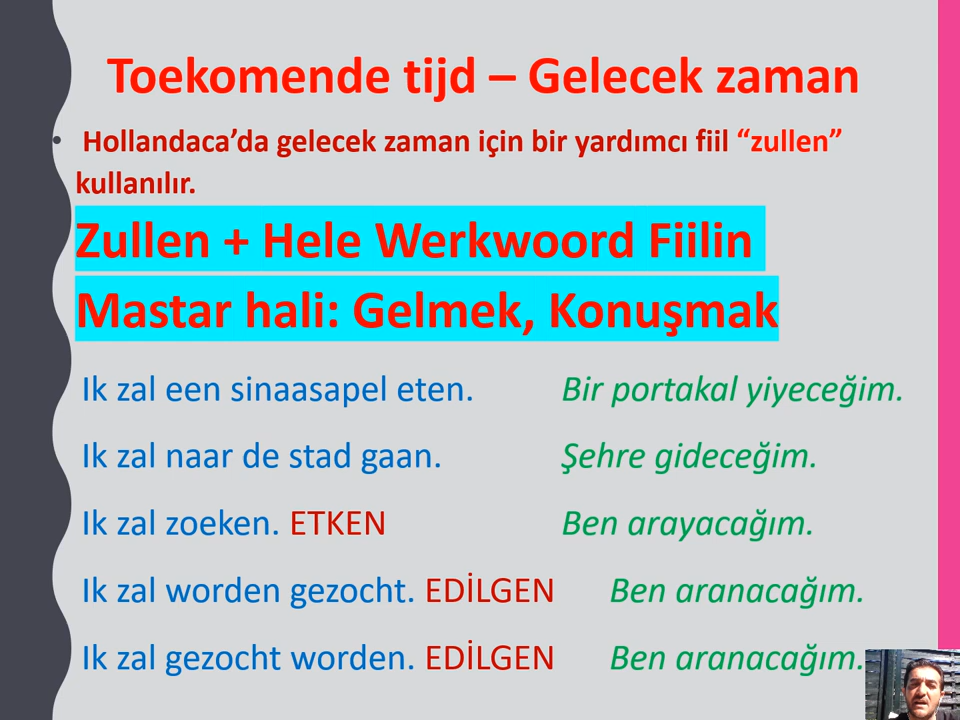 Toekomende tijd – Gelecek zaman
• Hollandaca’da gelecek zaman için bir yardımcı fiil “zullen”
kullanılır.
Zullen + Hele Werkwoord Fiilin
Mastar hali: Gelmek, Konuşmak
Ik zal een sinaasapel eten. Bir portakal yiyeceğim.
Ik zal naar de stad gaan. Şehre gideceğim.
Ik zal zoeken. ETKEN Ben arayacağım.
Ik zal worden gezocht. EDİLGEN Ben aranacağım.
Ik zal gezocht worden. EDİLGEN Ben aranacağım.